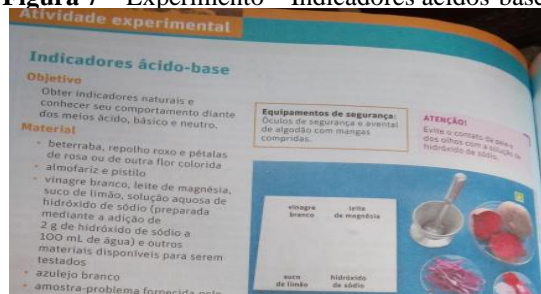 Figura 7 - Experimento - Indicadores ácidos-base
Atividade experimental
Indicadores ácido-base
Objetivo
Obter indicadores naturais e
conhecer seu comportamento diante
dos meios ácido, básico e neutro.
Material
• beterraba, repolho roxo e pétalas
de rosa ou de outra flor colorida
• almofariz e pistilo
• vinagre branco, leite de magnésia,
suco de limão, solução aquosa de
hidróxido de sódio (preparada
mediante a adição de
2 g de hidróxido de sódio a
100 mL de água) e outros
materiais disponíveis para serem
testados
• azulejo branco
• amostra-problema fornecida pelo
Equipamentos de segurança:
Óculos de segurança e avental
de algodão com mangas
compridas.
ATENÇÃO!
Evite o contato da pele e
dos olhos com a solução de
hidróxido de sódio.
vinagre
branco
leite
de magnésia
suco
de limão
hidróxido
de sódio